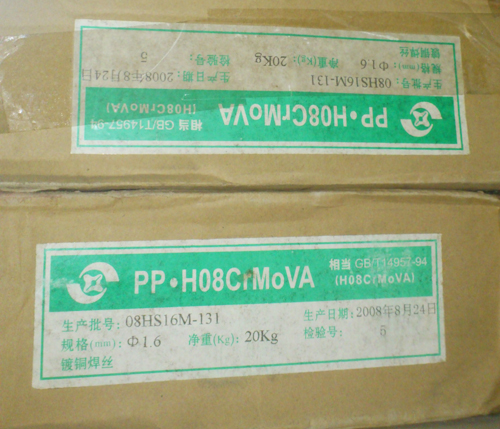 镀铜焊丝
规格(mm): Φ1.6 净重(Kg): 20Kg 检验号: 5
生产批号: 08HS16M-131 生产日期: 2008年8月24日
PP·H08CrMoVA 相当 GB/T14957-94
(H08CrMoVA)
PP·H08CrMoVA 相当 GB/T14957-94
(H08CrMoVA)
生产批号: 08HS16M-131 生产日期: 2008年8月24日
规格(mm): Φ1.6 净重(Kg): 20Kg 检验号: 5
镀铜焊丝